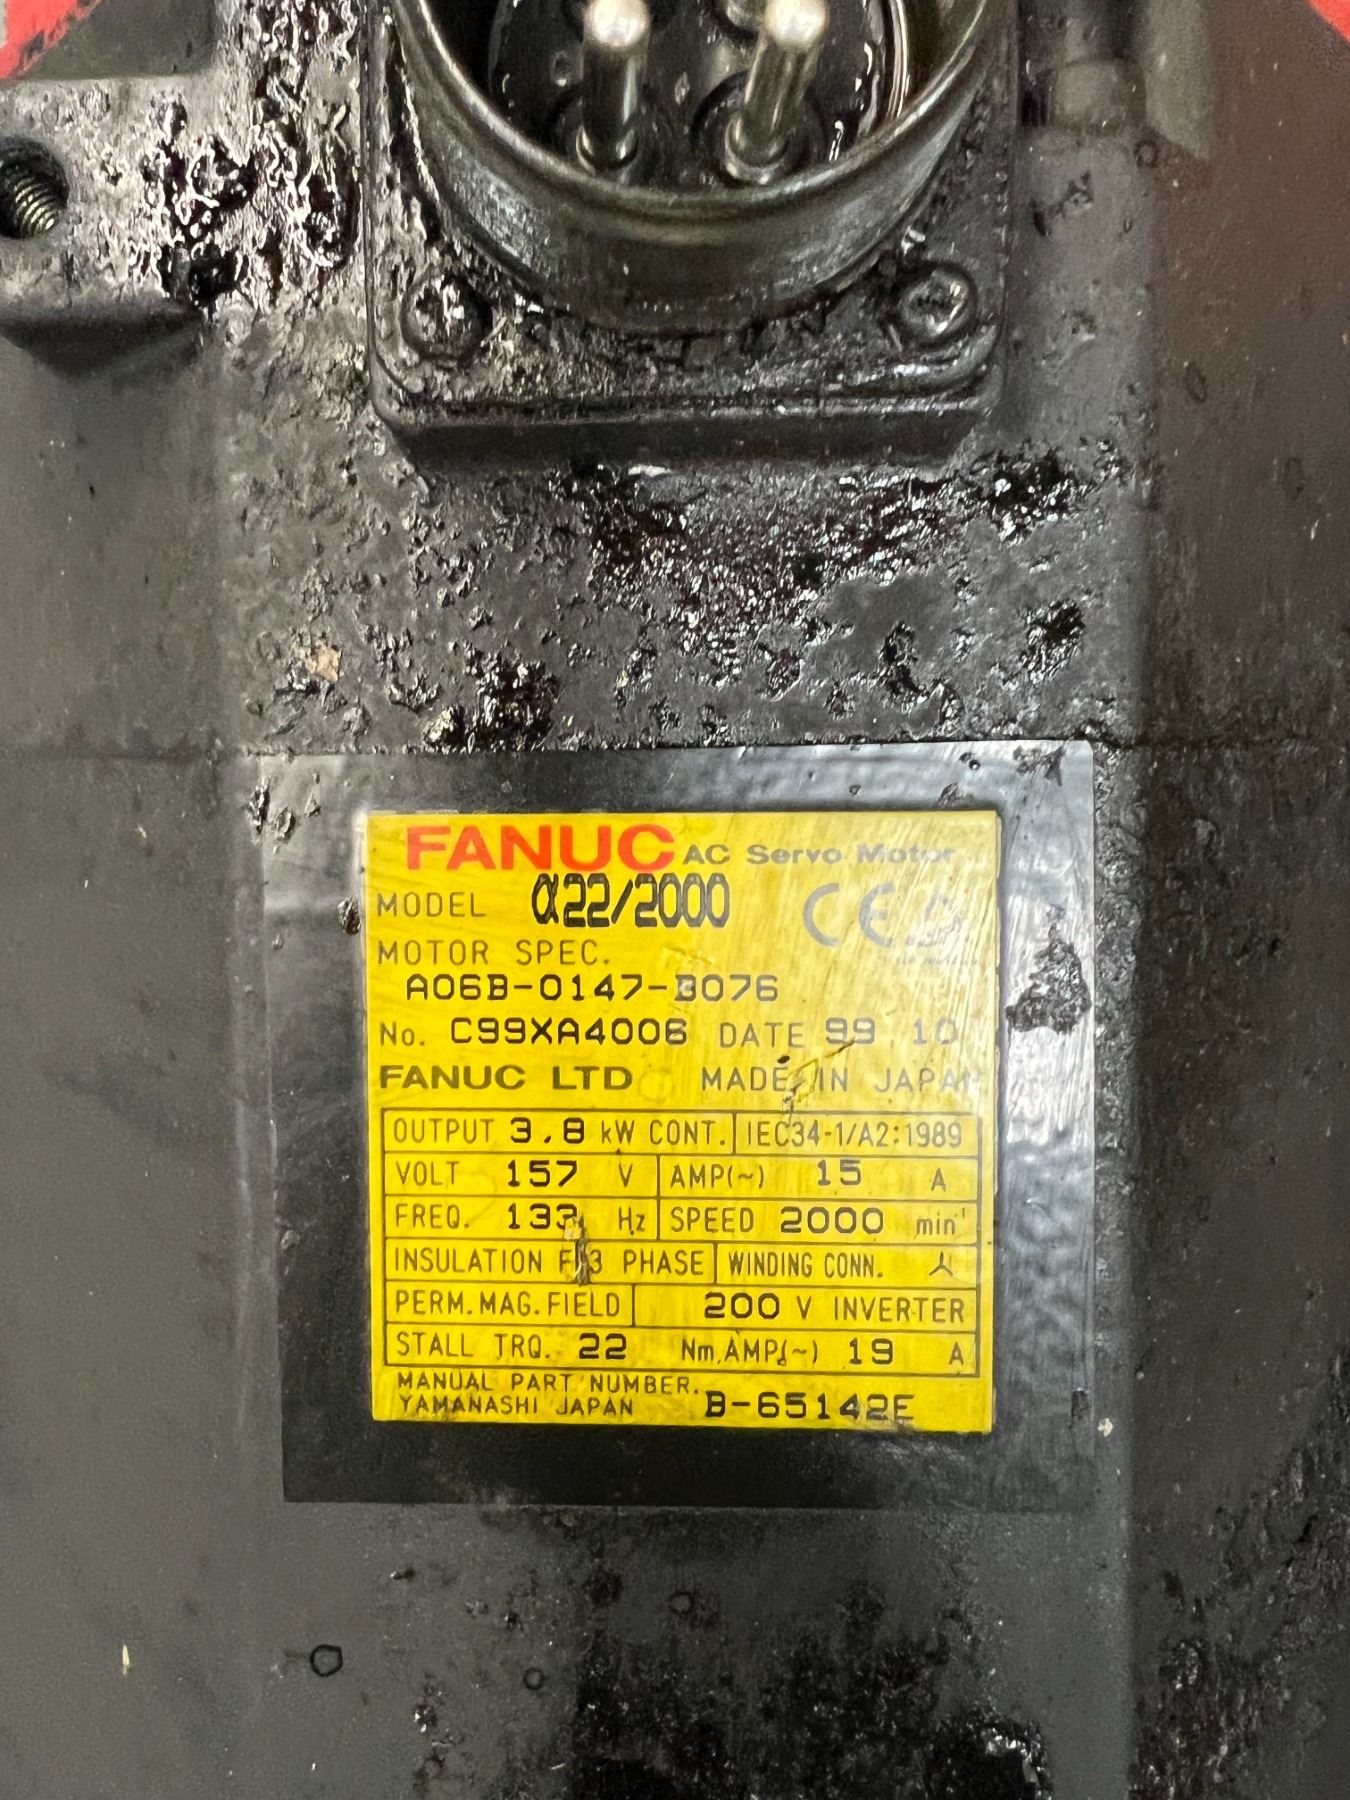 FANUC AC Servo Motor
MODEL α22/2000 CE
MOTOR SPEC.
A06B-0147-B076
No. C99XA4006 DATE 99.10
FANUC LTD MADE IN JAPAN
OUTPUT 3.8 kW CONT. IEC34-1/A2:1989
VOLT 157 V AMP(~) 15 A
FREQ. 133 Hz SPEED 2000 min⁻¹
INSULATION F 3 PHASE WINDING CONN.
PERM.MAG.FIELD 200 V INVERTER
STALL TRQ. 22 Nm.AMP.(~) 19 A
MANUAL PART NUMBER.
YAMANASHI JAPAN B-65142E